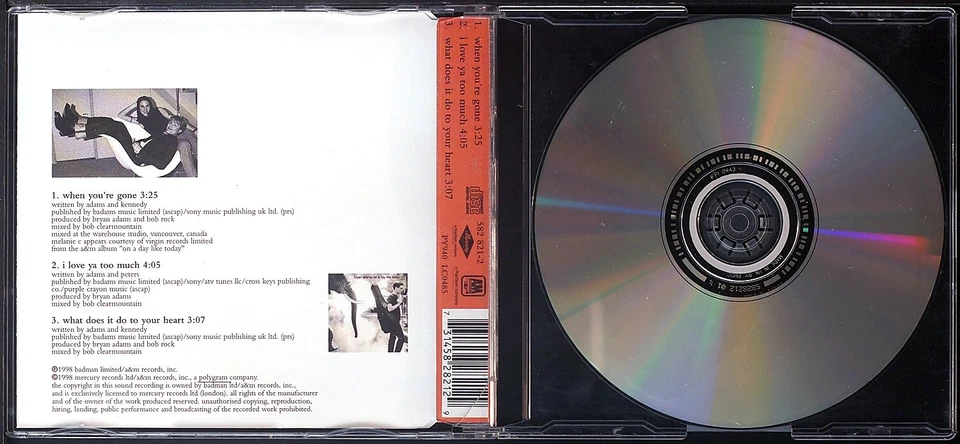 1. when you're gone 3:25
written by adams and kennedy
published by badams music limited (ascap)/sony music publishing uk ltd. (prs)
produced by bryan adams and bob rock
mixed by bob clearmountain
mixed at the warehouse studio, vancouver, canada
melanie c appears courtesy of virgin records limited
from the a&m album "on a day like today"
2. i love ya too much 4:05
written by adams and peters
published by badams music limited (ascap)/sony/atv tunes llc/cross keys publishing
co./purple crayon music (ascap)
produced by bryan adams
mixed by bob clearmountain
3. what does it do to your heart 3:07
written by adams and kennedy
published by badams music limited (ascap)/sony music publishing uk ltd. (prs)
produced by bryan adams and bob rock
mixed by bob clearmountain
℗1998 badman limited/a&m records, inc.
©1998 mercury records ltd/a&m records, inc., a polygram company.
the copyright in this sound recording is owned by badman ltd/a&m records, inc.,
and is exclusively licensed to mercury records ltd (london). all rights of the manufacturer
and of the owner of the work produced reserved. unauthorised copying, reproduction,
hiring, lending, public performance and broadcasting of the recorded work prohibited.
1. when you're gone 3:25
2. i love ya too much 4:05
3. what does it do to your heart 3:07
disc
582 821-2
PY940 LC0485
A&M
7 31458 28212 9